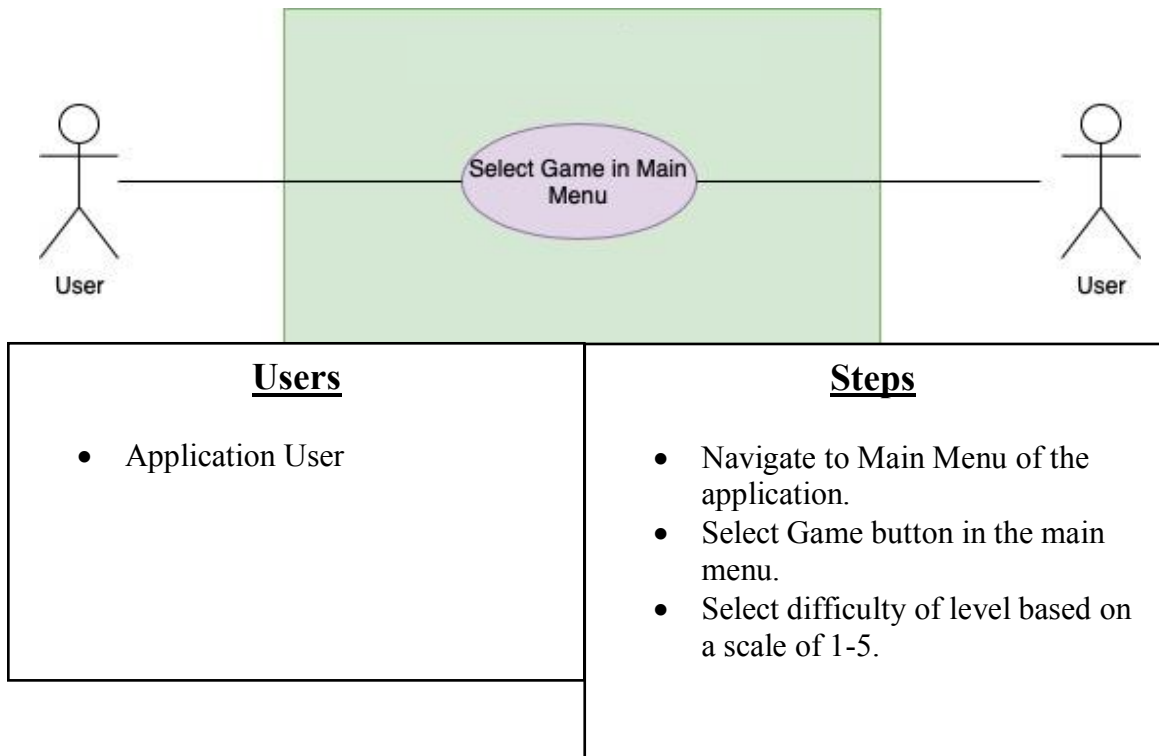 Select Game in Main
Menu
User
User
Users
• Application User
Steps
• Navigate to Main Menu of the
application.
• Select Game button in the main
menu.
• Select difficulty of level based on
a scale of 1-5.